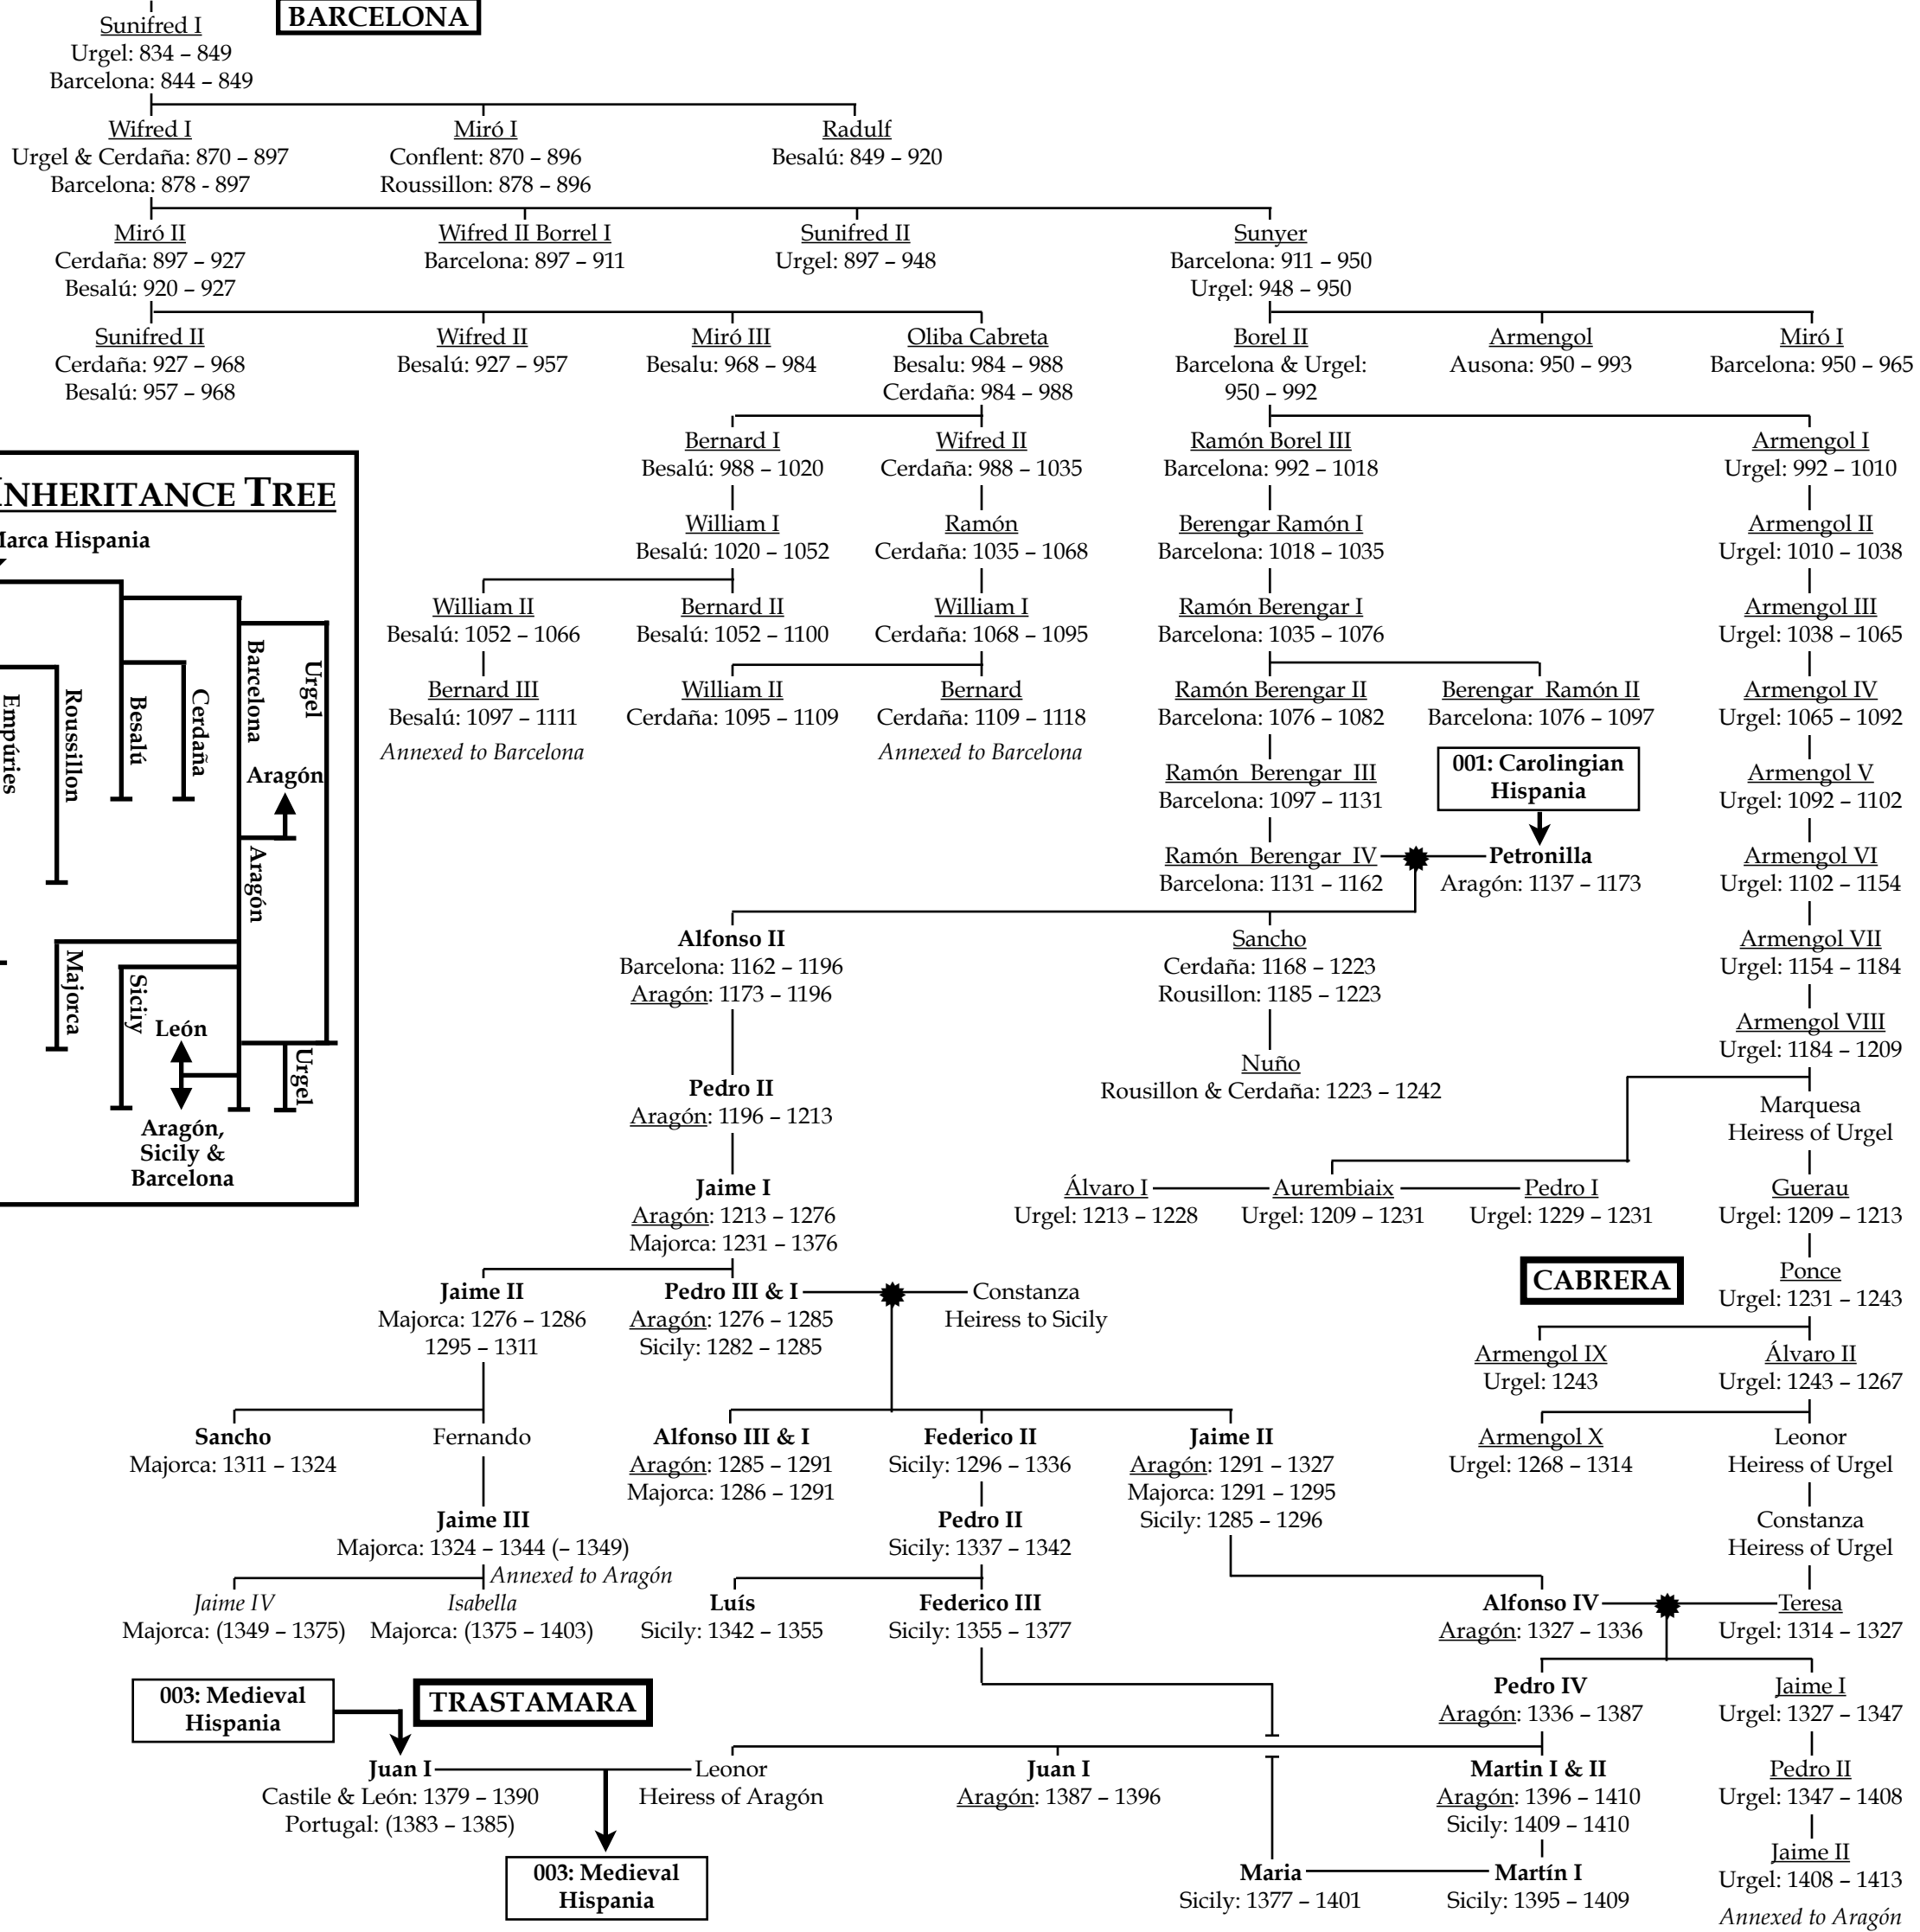 BARCELONA
Sunifred I
Urgel: 834 – 849
Barcelona: 844 – 849
Wifred I
Urgel & Cerdaña: 870 – 897
Barcelona: 878 - 897
Miró I
Conflent: 870 – 896
Roussillon: 878 – 896
Radulf
Besalú: 849 – 920
Miró II
Cerdaña: 897 – 927
Besalú: 920 – 927
Wifred II Borrel I
Barcelona: 897 – 911
Sunifred II
Urgel: 897 – 948
Sunyer
Barcelona: 911 – 950
Urgel: 948 – 950
Sunifred II
Cerdaña: 927 – 968
Besalú: 957 – 968
Wifred II
Besalú: 927 – 957
Miró III
Besalu: 968 – 984
Oliba Cabreta
Besalu: 984 – 988
Cerdaña: 984 – 988
Borel II
Barcelona & Urgel:
950 – 992
Armengol
Ausona: 950 – 993
Miró I
Barcelona: 950 – 965
Bernard I
Besalú: 988 – 1020
Wifred II
Cerdaña: 988 – 1035
Ramón Borel III
Barcelona: 992 – 1018
Armengol I
Urgel: 992 – 1010
William I
Besalú: 1020 – 1052
Ramón
Cerdaña: 1035 – 1068
Berengar Ramón I
Barcelona: 1018 – 1035
Armengol II
Urgel: 1010 – 1038
William II
Besalú: 1052 – 1066
Bernard II
Besalú: 1052 – 1100
William I
Cerdaña: 1068 – 1095
Ramón Berengar I
Barcelona: 1035 – 1076
Armengol III
Urgel: 1038 – 1065
Bernard III
Besalú: 1097 – 1111
Annexed to Barcelona
William II
Cerdaña: 1095 – 1109
Bernard
Cerdaña: 1109 – 1118
Annexed to Barcelona
Ramón Berengar II
Barcelona: 1076 – 1082
Berengar Ramón II
Barcelona: 1076 – 1097
Armengol IV
Urgel: 1065 – 1092
Ramón Berengar III
Barcelona: 1097 – 1131
001: Carolingian
Hispania
Armengol V
Urgel: 1092 – 1102
Ramón Berengar IV
Barcelona: 1131 – 1162
Petronilla
Aragón: 1137 – 1173
Armengol VI
Urgel: 1102 – 1154
Alfonso II
Barcelona: 1162 – 1196
Aragón: 1173 – 1196
Sancho
Cerdaña: 1168 – 1223
Rousillon: 1185 – 1223
Armengol VII
Urgel: 1154 – 1184
Armengol VIII
Urgel: 1184 – 1209
Nuño
Rousillon & Cerdaña: 1223 – 1242
Pedro II
Aragón: 1196 – 1213
Marquesa
Heiress of Urgel
Jaime I
Aragón: 1213 – 1276
Majorca: 1231 – 1376
Álvaro I
Urgel: 1213 – 1228
Aurembiaix
Urgel: 1209 – 1231
Pedro I
Urgel: 1229 – 1231
Guerau
Urgel: 1209 – 1213
CABRERA
Ponce
Urgel: 1231 – 1243
Jaime II
Majorca: 1276 – 1286
1295 – 1311
Pedro III & I
Aragón: 1276 – 1285
Sicily: 1282 – 1285
Constanza
Heiress to Sicily
Armengol IX
Urgel: 1243
Álvaro II
Urgel: 1243 – 1267
Sancho
Majorca: 1311 – 1324
Fernando
Alfonso III & I
Aragón: 1285 – 1291
Majorca: 1286 – 1291
Federico II
Sicily: 1296 – 1336
Jaime II
Aragón: 1291 – 1327
Majorca: 1291 – 1295
Sicily: 1285 – 1296
Armengol X
Urgel: 1268 – 1314
Leonor
Heiress of Urgel
Jaime III
Majorca: 1324 – 1344 (– 1349)
Annexed to Aragón
Pedro II
Sicily: 1337 – 1342
Constanza
Heiress of Urgel
Jaime IV
Majorca: (1349 – 1375)
Isabella
Majorca: (1375 – 1403)
Luís
Sicily: 1342 – 1355
Federico III
Sicily: 1355 – 1377
Alfonso IV
Aragón: 1327 – 1336
Teresa
Urgel: 1314 – 1327
003: Medieval
Hispania
TRASTAMARA
Pedro IV
Aragón: 1336 – 1387
Jaime I
Urgel: 1327 – 1347
Juan I
Castile & León: 1379 – 1390
Portugal: (1383 – 1385)
Leonor
Heiress of Aragón
Juan I
Aragón: 1387 – 1396
Martin I & II
Aragón: 1396 – 1410
Sicily: 1409 – 1410
Pedro II
Urgel: 1347 – 1408
003: Medieval
Hispania
Maria
Sicily: 1377 – 1401
Martín I
Sicily: 1395 – 1409
Jaime II
Urgel: 1408 – 1413
Annexed to Aragón
INHERITANCE TREE
Marca Hispania
Empúries
Roussillon
Besalú
Cerdaña
Barcelona
Urgel
Aragón
Aragón
Majorca
Sicily
León
Urgel
Aragón,
Sicily &
Barcelona